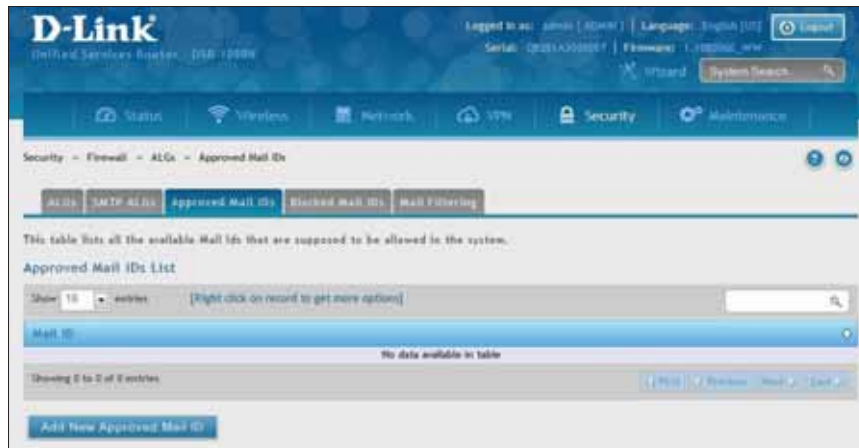 D-Link
Logged in as: admin [ADMIN] | Language: English [US]
Logout
Unified Services Router
Serial: | Firmware:
Wizard
System Search
Status
Wireless
Network
VPN
Security
Maintenance
Security » Firewall » ALGs » Approved Mail IDs
ALGs
SMTP ALGs
Approved Mail IDs
Blocked Mail IDs
Mail Filtering
This table lists all the available Mail Ids that are supposed to be allowed in the system.
Approved Mail IDs List
Show 10 entries
[Right click on record to get more options]
Mail ID
No data available in table
Showing 0 to 0 of 0 entries
First
Previous
Next
Last
Add New Approved Mail ID